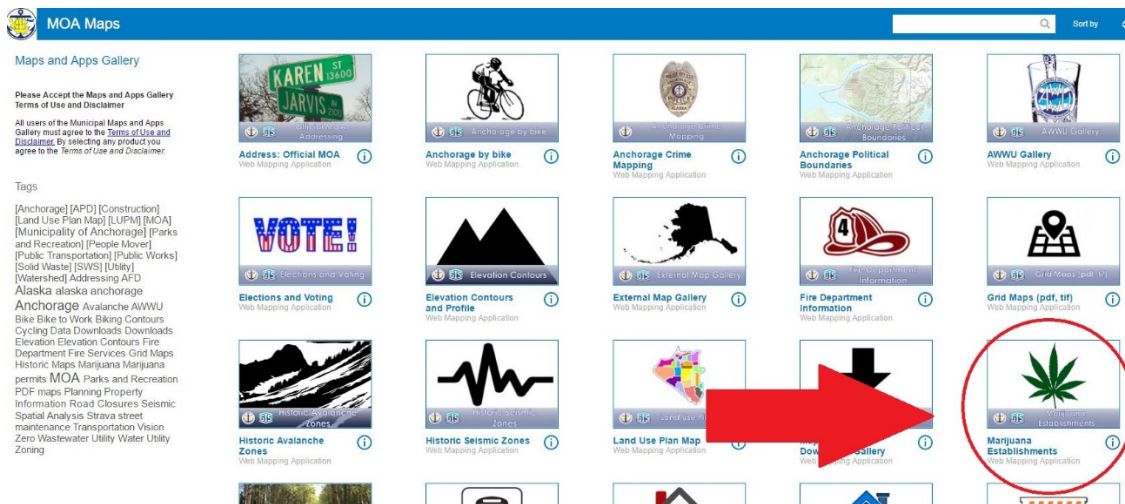 MOA Maps
Sort by
Maps and Apps Gallery
Please Accept the Maps and Apps Gallery
Terms of Use and Disclaimer
All users of the Municipal Maps and Apps
Gallery must agree to the Terms of Use and
Disclaimer. By selecting any product you
agree to the Terms of Use and Disclaimer.
Tags
[Anchorage] [APD] [Construction]
[Land Use Plan Map] [LUPM] [MOA]
[Municipality of Anchorage] [Parks
and Recreation] [People Mover]
[Public Transportation] [Public Works]
[Solid Waste] [SWS] [Utility]
[Watershed] Addressing AFD
Alaska alaska anchorage
Anchorage Avalanche AWWU
Bike Bike to Work Biking Contours
Cycling Data Downloads Downloads
Elevation Elevation Contours Fire
Department Fire Services Grid Maps
Historic Maps Marijuana Marijuana
permits MOA Parks and Recreation
PDF maps Planning Property
Information Road Closures Seismic
Spatial Analysis Strava street
maintenance Transportation Vision
Zero Wastewater Utility Water Utility
Zoning
KAREN ST
13600
JARVIS
Addressing
Address: Official MOA
Web Mapping Application
Anchorage by bike
Anchorage by bike
Web Mapping Application
Anchorage Crime
Mapping
Anchorage Crime
Mapping
Web Mapping Application
Anchorage Political
Boundaries
Anchorage Political
Boundaries
Web Mapping Application
AWWU Gallery
AWWU Gallery
Web Mapping Application
VOTE!
Elections and Voting
Elections and Voting
Web Mapping Application
Elevation Contours
Elevation Contours
and Profile
Web Mapping Application
External Map Gallery
External Map Gallery
Web Mapping Application
4
Fire Department
Information
Fire Department
Information
Web Mapping Application
Grid Maps (pdf, tif)
Grid Maps (pdf, tif)
Web Mapping Application
Historic Avalanche
Zones
Historic Avalanche
Zones
Web Mapping Application
Historic Seismic
Zones
Historic Seismic Zones
Web Mapping Application
Land Use
Land Use Plan Map
Web Mapping Application
Gallery
Mapping Application
Marijuana
Establishments
Marijuana
Establishments
Web Mapping Application